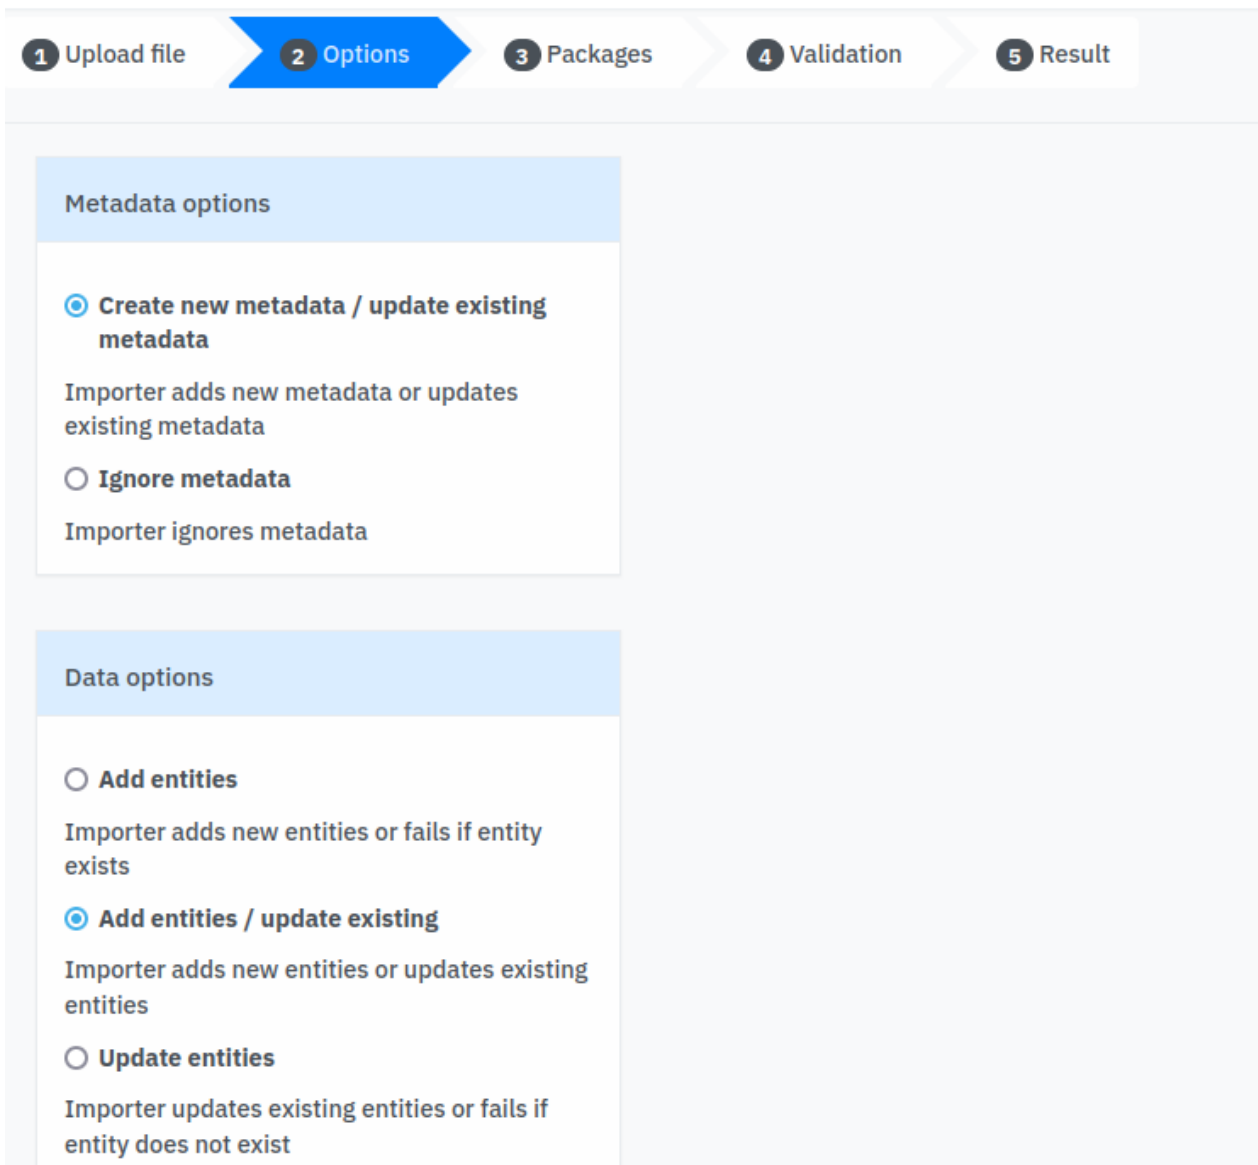 1 Upload file 2 Options 3 Packages 4 Validation 5 Result
Metadata options
Create new metadata / update existing
metadata
Importer adds new metadata or updates
existing metadata
Ignore metadata
Importer ignores metadata
Data options
Add entities
Importer adds new entities or fails if entity
exists
Add entities / update existing
Importer adds new entities or updates existing
entities
Update entities
Importer updates existing entities or fails if
entity does not exist